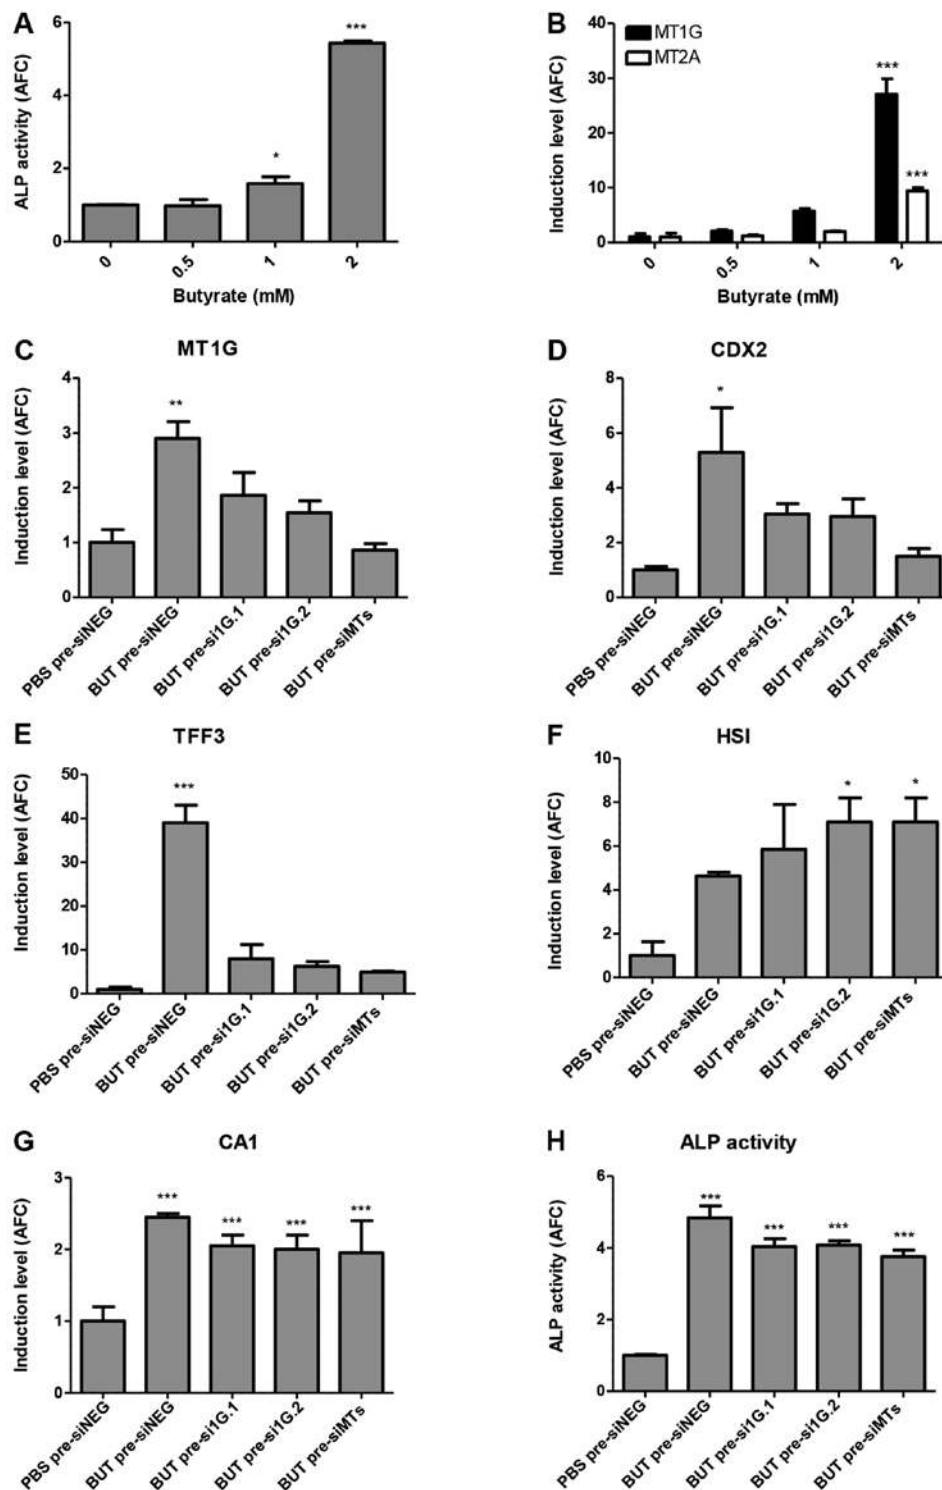 A
ALP activity (AFC)
6
4
2
0
***
*
0
0.5
1
2
Butyrate (mM)
B
Induction level (AFC)
40
30
20
10
0
MT1G
MT2A
***
***
0
0.5
1
2
Butyrate (mM)
C
MT1G
Induction level (AFC)
4
3
2
1
0
**
PBS pre-siNEG
BUT pre-siNEG
BUT pre-si1G.1
BUT pre-si1G.2
BUT pre-siMTs
D
CDX2
Induction level (AFC)
8
6
4
2
0
*
PBS pre-siNEG
BUT pre-siNEG
BUT pre-si1G.1
BUT pre-si1G.2
BUT pre-siMTs
E
TFF3
Induction level (AFC)
50
40
30
20
10
0
***
PBS pre-siNEG
BUT pre-siNEG
BUT pre-si1G.1
BUT pre-si1G.2
BUT pre-siMTs
F
HSI
Induction level (AFC)
10
8
6
4
2
0
*
*
PBS pre-siNEG
BUT pre-siNEG
BUT pre-si1G.1
BUT pre-si1G.2
BUT pre-siMTs
G
CA1
Induction level (AFC)
3
2
1
0
***
***
***
***
PBS pre-siNEG
BUT pre-siNEG
BUT pre-si1G.1
BUT pre-si1G.2
BUT pre-siMTs
H
ALP activity
ALP activity (AFC)
6
4
2
0
***
***
***
***
PBS pre-siNEG
BUT pre-siNEG
BUT pre-si1G.1
BUT pre-si1G.2
BUT pre-siMTs